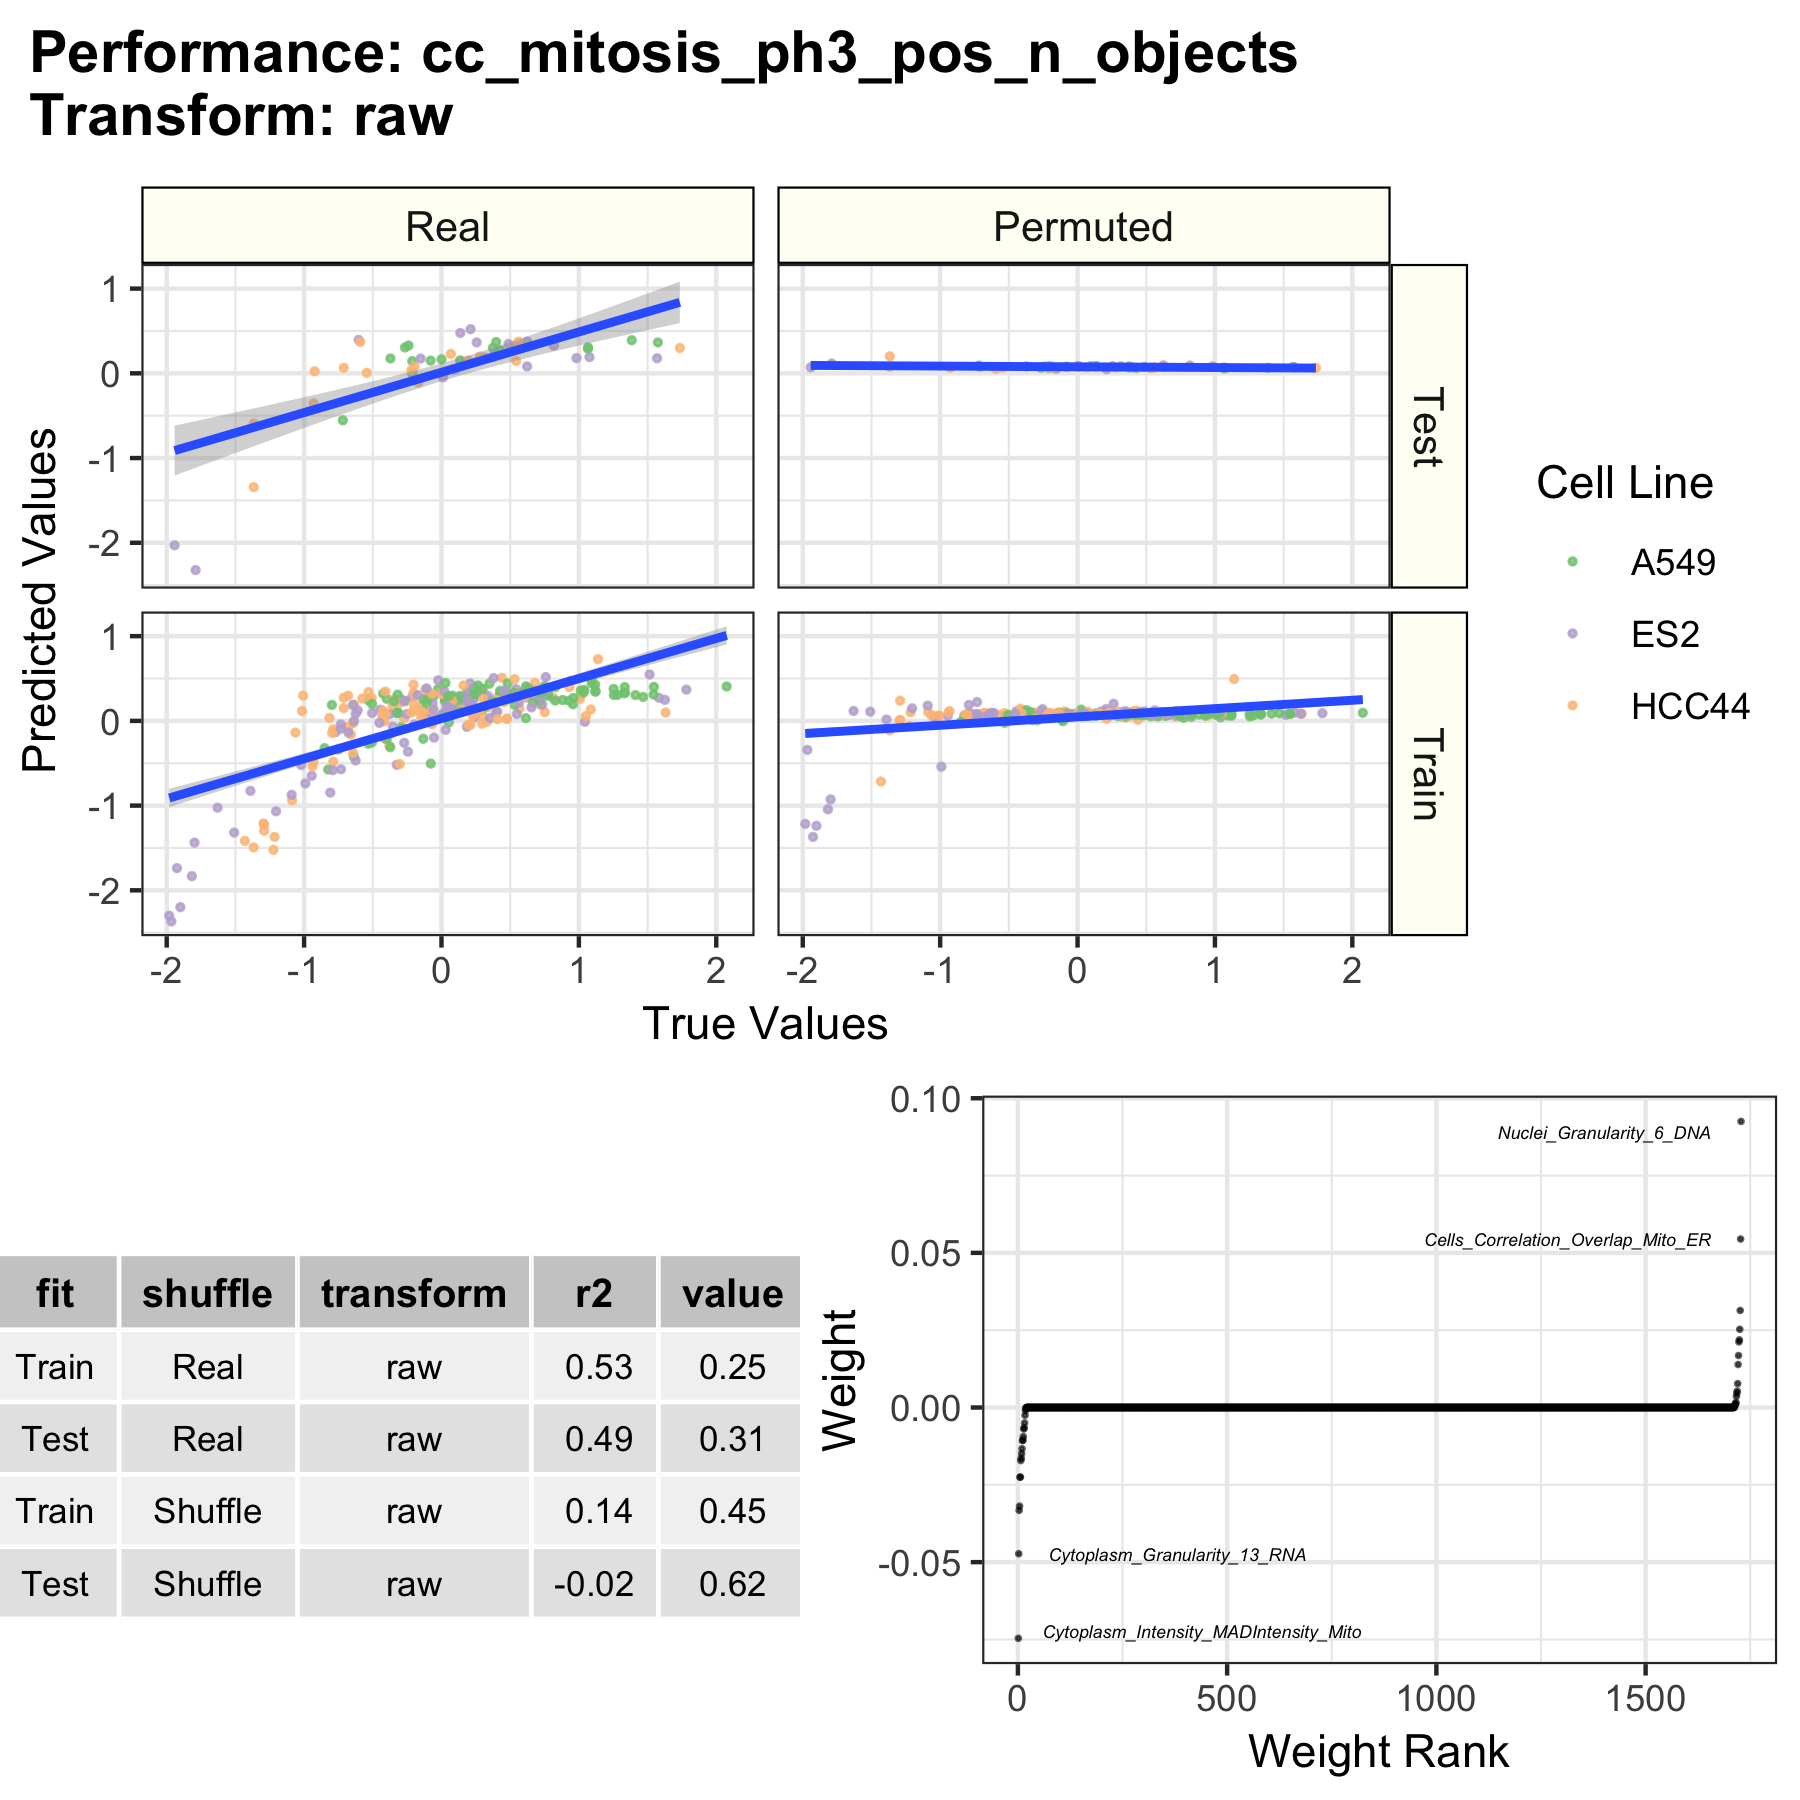 Performance: cc_mitosis_ph3_pos_n_objects
Transform: raw
Real
Permuted
1
0
-1
-2
Test
1
0
-1
-2
Train
Predicted Values
-2 -1 0 1 2
-2 -1 0 1 2
True Values
Cell Line
A549
ES2
HCC44
fit shuffle transform r2 value
Train Real raw 0.53 0.25
Test Real raw 0.49 0.31
Train Shuffle raw 0.14 0.45
Test Shuffle raw -0.02 0.62
Weight
0.10
0.05
0.00
-0.05
Nuclei_Granularity_6_DNA
Cells_Correlation_Overlap_Mito_ER
Cytoplasm_Granularity_13_RNA
Cytoplasm_Intensity_MADIntensity_Mito
0 500 1000 1500
Weight Rank